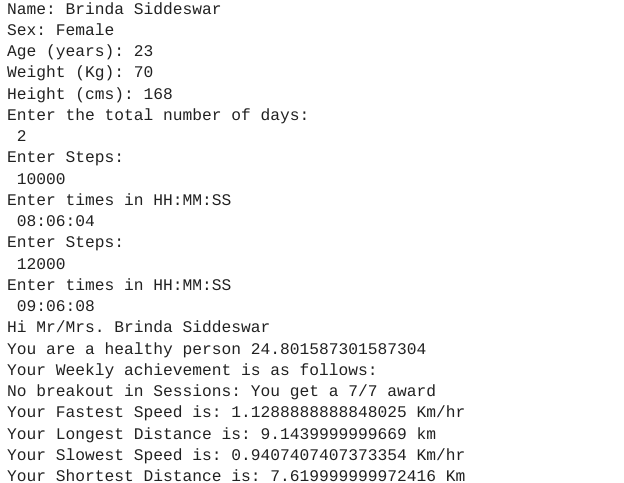 Name: Brinda Siddeswar
Sex: Female
Age (years): 23
Weight (Kg): 70
Height (cms): 168
Enter the total number of days:
2
Enter Steps:
10000
Enter times in HH:MM:SS
08:06:04
Enter Steps:
12000
Enter times in HH:MM:SS
09:06:08
Hi Mr/Mrs. Brinda Siddeswar
You are a healthy person 24.801587301587304
Your Weekly achievement is as follows:
No breakout in Sessions: You get a 7/7 award
Your Fastest Speed is: 1.1288888888848025 Km/hr
Your Longest Distance is: 9.1439999999669 km
Your Slowest Speed is: 0.9407407407373354 Km/hr
Your Shortest Distance is: 7.619999999972416 Km